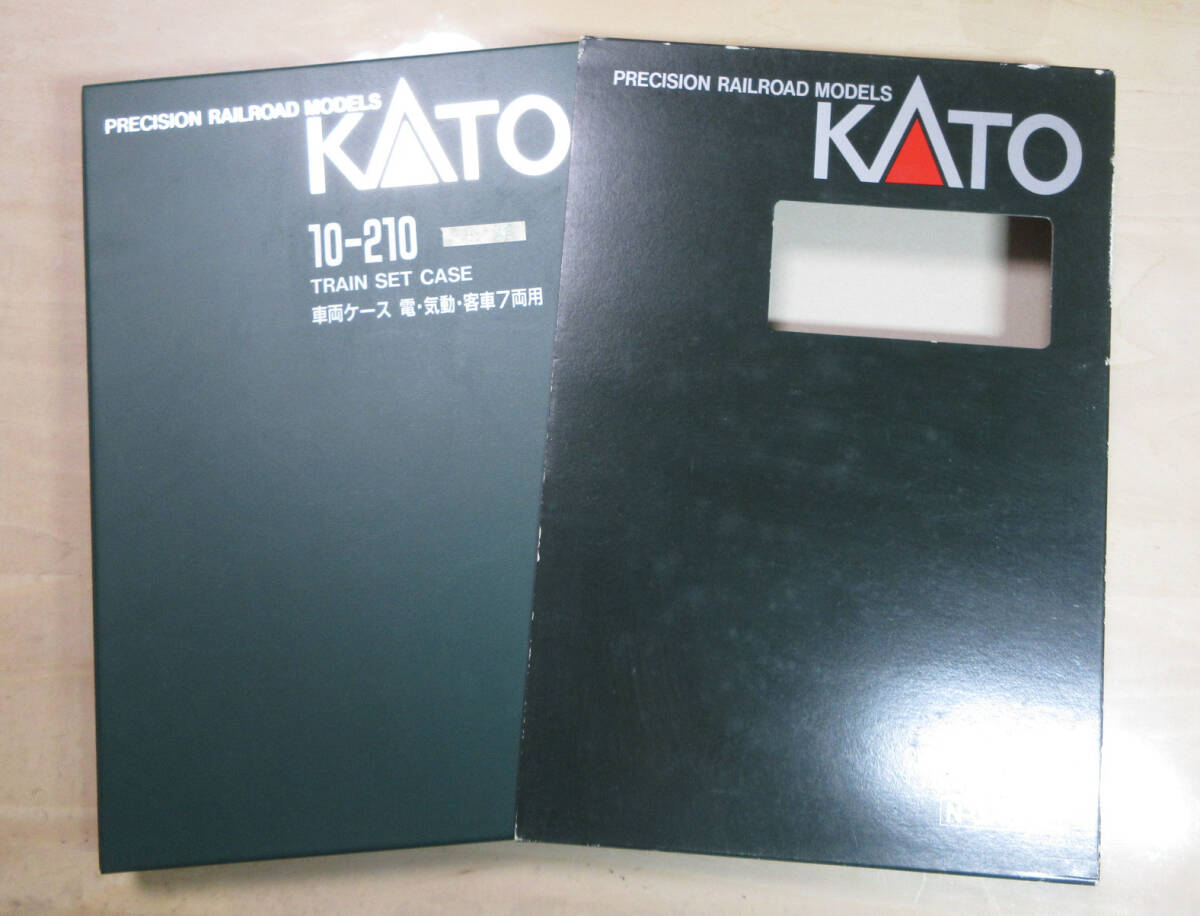 PRECISION RAILROAD MODELS
KATO
10-210
TRAIN SET CASE
車両ケース 電・気動・客車7両用
PRECISION RAILROAD MODELS
KATO